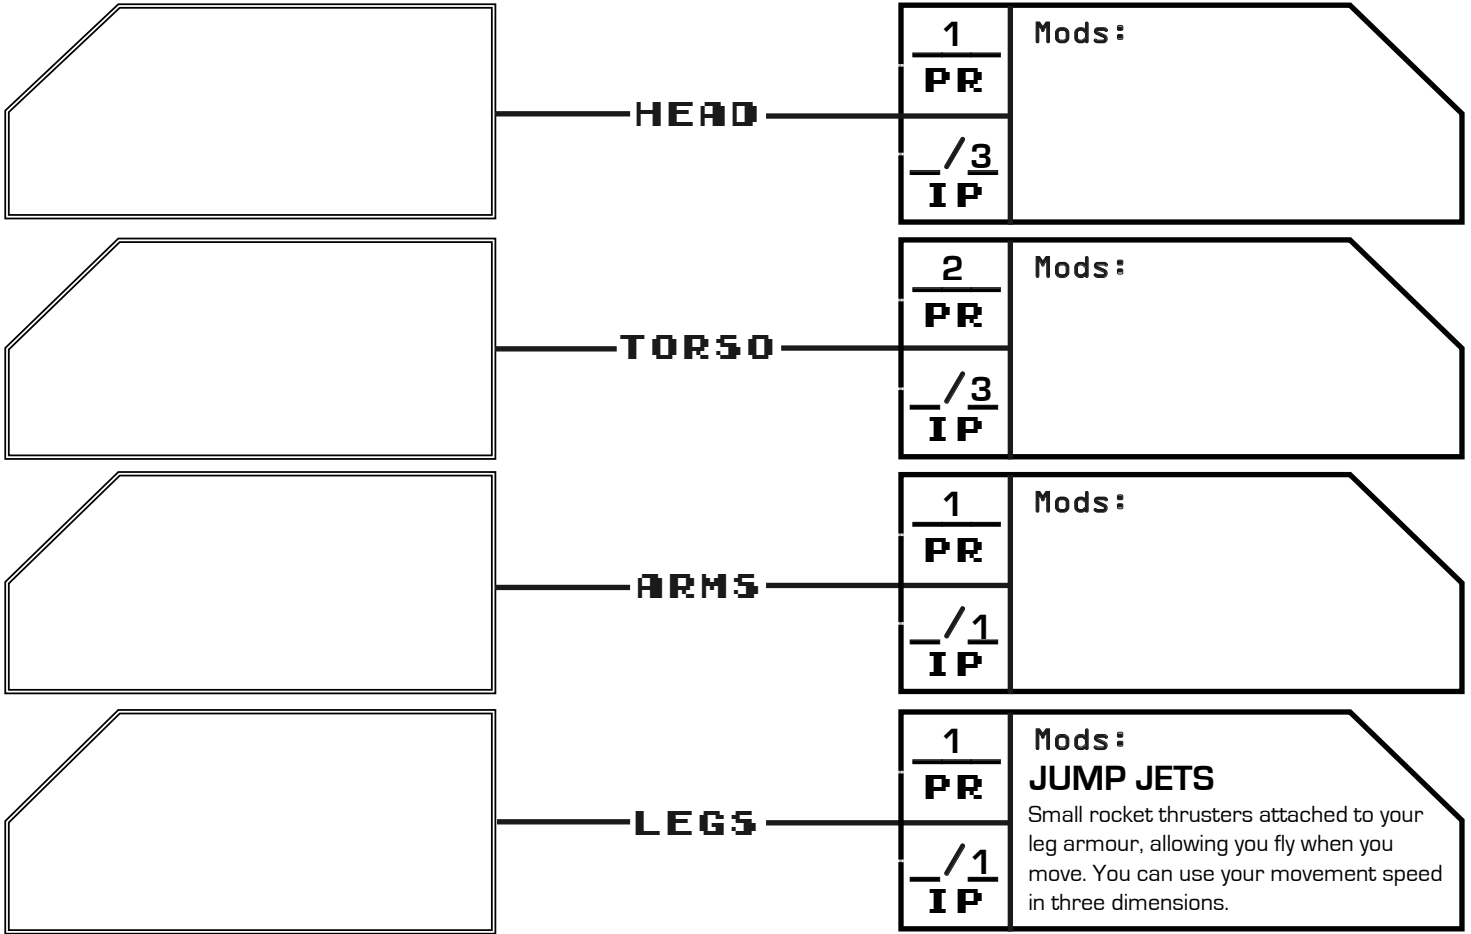 1
PR
Mods:
HEAD
_/3
IP
2
PR
Mods:
TORSO
_/3
IP
1
PR
Mods:
ARMS
_/1
IP
1
PR
Mods:
JUMP JETS
Small rocket thrusters attached to your
leg armour, allowing you fly when you
move. You can use your movement speed
in three dimensions.
LEGS
_/1
IP